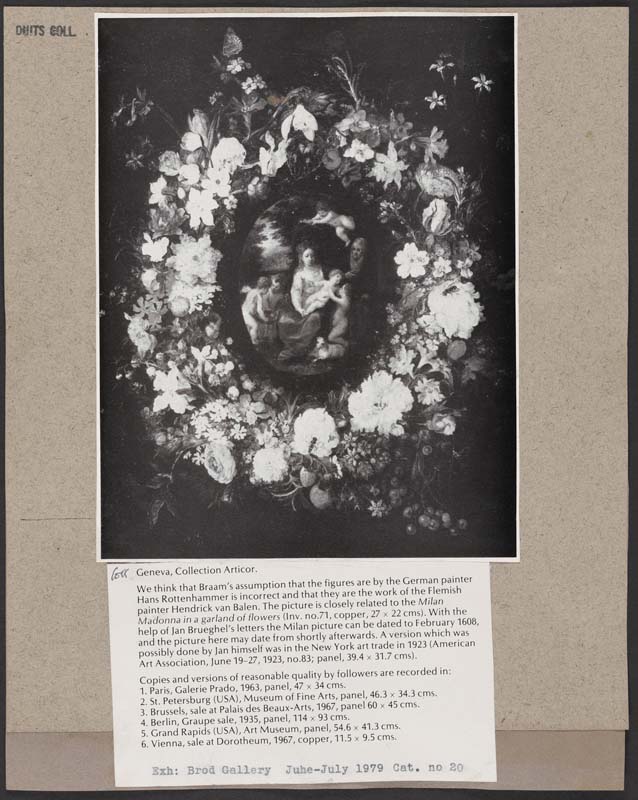 DUITS COLL.
Geneva, Collection Articor.
We think that Braam's assumption that the figures are by the German painter
Hans Rottenhammer is incorrect and that they are the work of the Flemish
painter Hendrick van Balen. The picture is closely related to the Milan
Madonna in a garland of flowers (Inv. no.71, copper, 27 × 22 cms). With the
help of Jan Brueghel's letters the Milan picture can be dated to February 1608,
and the picture here may date from shortly afterwards. A version which was
possibly done by Jan himself was in the New York art trade in 1923 (American
Art Association, June 19-27, 1923, no.83; panel, 39.4 × 31.7 cms).
Copies and versions of reasonable quality by followers are recorded in:
1. Paris, Galerie Prado, 1963, panel, 47 × 34 cms.
2. St. Petersburg (USA), Museum of Fine Arts, panel, 46.3 × 34.3 cms.
3. Brussels, sale at Palais des Beaux-Arts, 1967, panel 60 × 45 cms.
4. Berlin, Graupe sale, 1935, panel, 114 × 93 cms.
5. Grand Rapids (USA), Art Museum, panel, 54.6 × 41.3 cms.
6. Vienna, sale at Dorotheum, 1967, copper, 11.5 × 9.5 cms.
Exh: Brod Gallery Juhe-July 1979 Cat. no 20